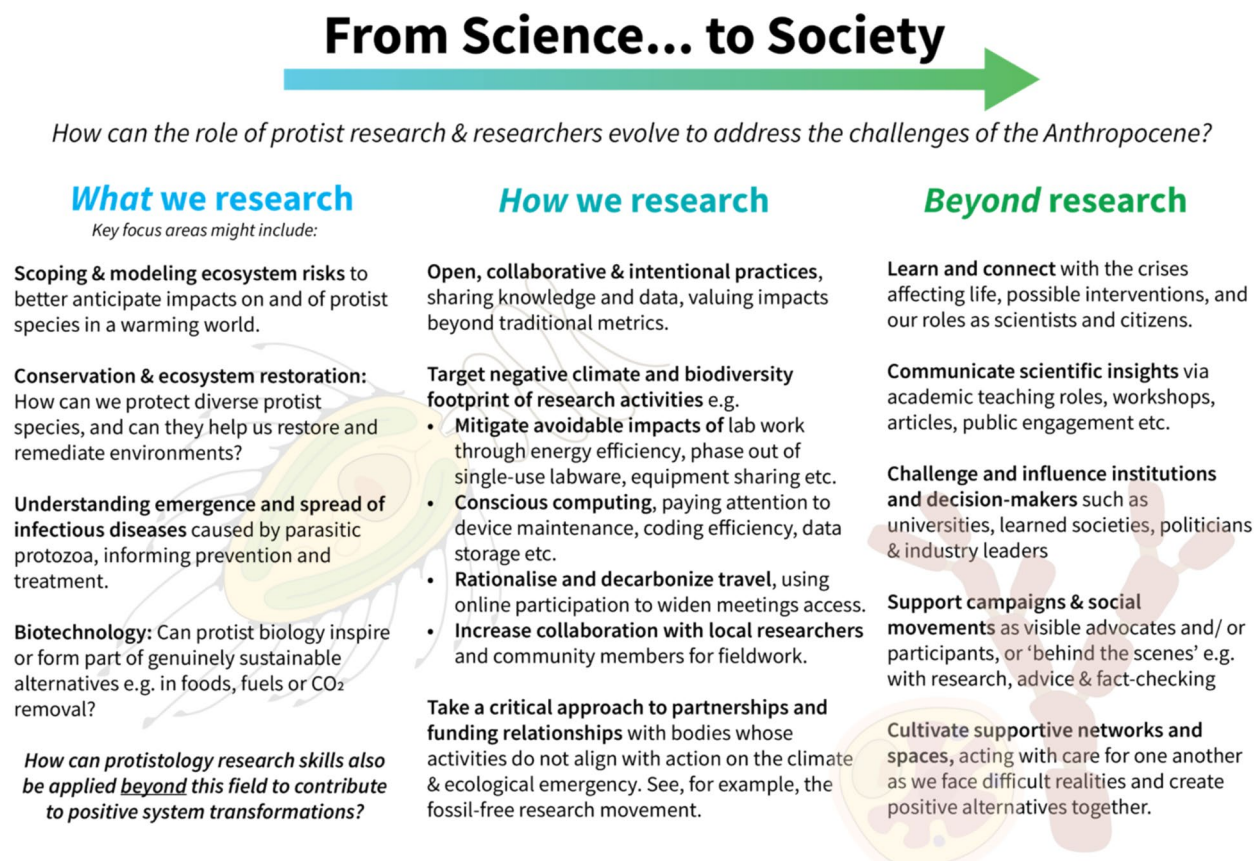 From Science... to Society
How can the role of protist research & researchers evolve to address the challenges of the Anthropocene?
What we research
Key focus areas might include:
Scoping & modeling ecosystem risks to
better anticipate impacts on and of protist
species in a warming world.
Conservation & ecosystem restoration:
How can we protect diverse protist
species, and can they help us restore and
remediate environments?
Understanding emergence and spread of
infectious diseases caused by parasitic
protozoa, informing prevention and
treatment.
Biotechnology: Can protist biology inspire
or form part of genuinely sustainable
alternatives e.g. in foods, fuels or CO₂
removal?
How can protistology research skills also
be applied beyond this field to contribute
to positive system transformations?
How we research
Open, collaborative & intentional practices,
sharing knowledge and data, valuing impacts
beyond traditional metrics.
Target negative climate and biodiversity
footprint of research activities e.g.
• Mitigate avoidable impacts of lab work
through energy efficiency, phase out of
single-use labware, equipment sharing etc.
• Conscious computing, paying attention to
device maintenance, coding efficiency, data
storage etc.
• Rationalise and decarbonize travel, using
online participation to widen meetings access.
• Increase collaboration with local researchers
and community members for fieldwork.
Take a critical approach to partnerships and
funding relationships with bodies whose
activities do not align with action on the climate
& ecological emergency. See, for example, the
fossil-free research movement.
Beyond research
Learn and connect with the crises
affecting life, possible interventions, and
our roles as scientists and citizens.
Communicate scientific insights via
academic teaching roles, workshops,
articles, public engagement etc.
Challenge and influence institutions
and decision-makers such as
universities, learned societies, politicians
& industry leaders
Support campaigns & social
movements as visible advocates and/ or
participants, or ‘behind the scenes’ e.g.
with research, advice & fact-checking
Cultivate supportive networks and
spaces, acting with care for one another
as we face difficult realities and create
positive alternatives together.